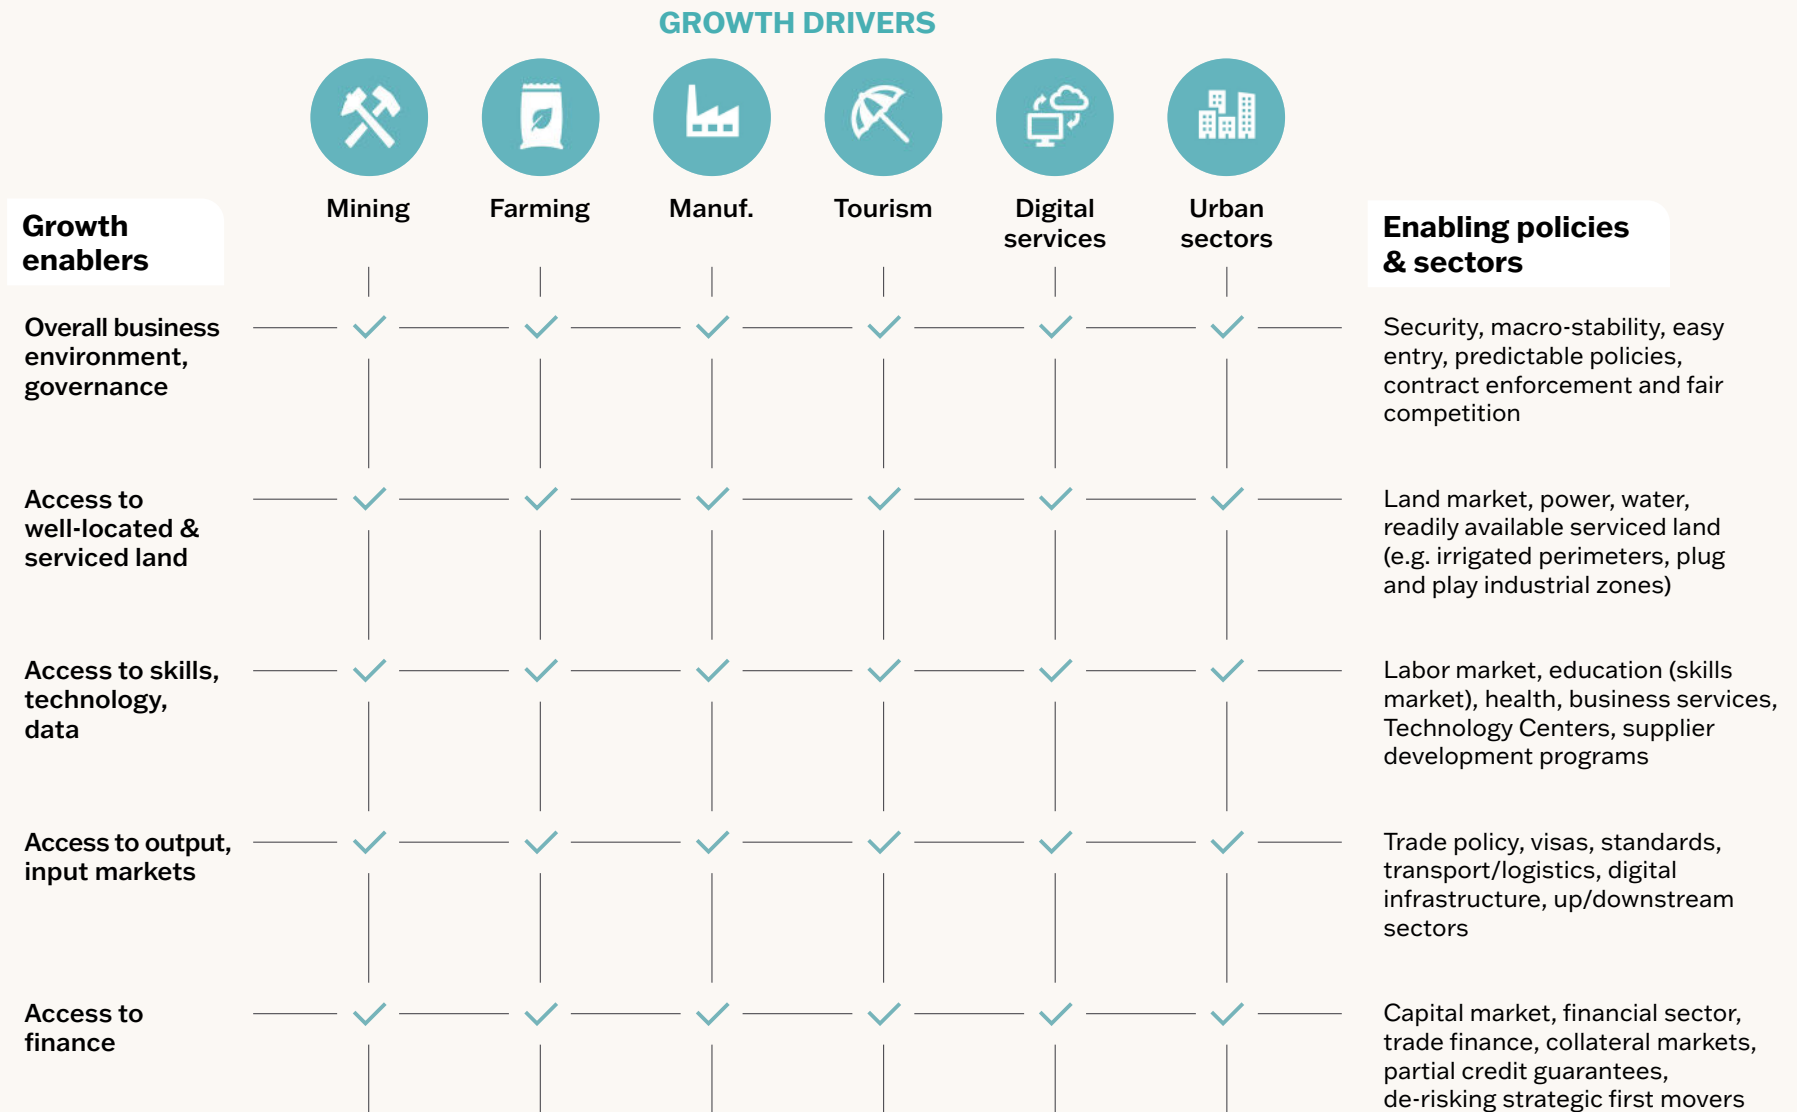 GROWTH DRIVERS
Mining
Farming
Manuf.
Tourism
Digital
services
Urban
sectors
Growth
enablers
Enabling policies
& sectors
Overall business
environment,
governance
Security, macro-stability, easy
entry, predictable policies,
contract enforcement and fair
competition
Access to
well-located &
serviced land
Land market, power, water,
readily available serviced land
(e.g. irrigated perimeters, plug
and play industrial zones)
Access to skills,
technology,
data
Labor market, education (skills
market), health, business services,
Technology Centers, supplier
development programs
Access to output,
input markets
Trade policy, visas, standards,
transport/logistics, digital
infrastructure, up/downstream
sectors
Access to
finance
Capital market, financial sector,
trade finance, collateral markets,
partial credit guarantees,
de-risking strategic first movers